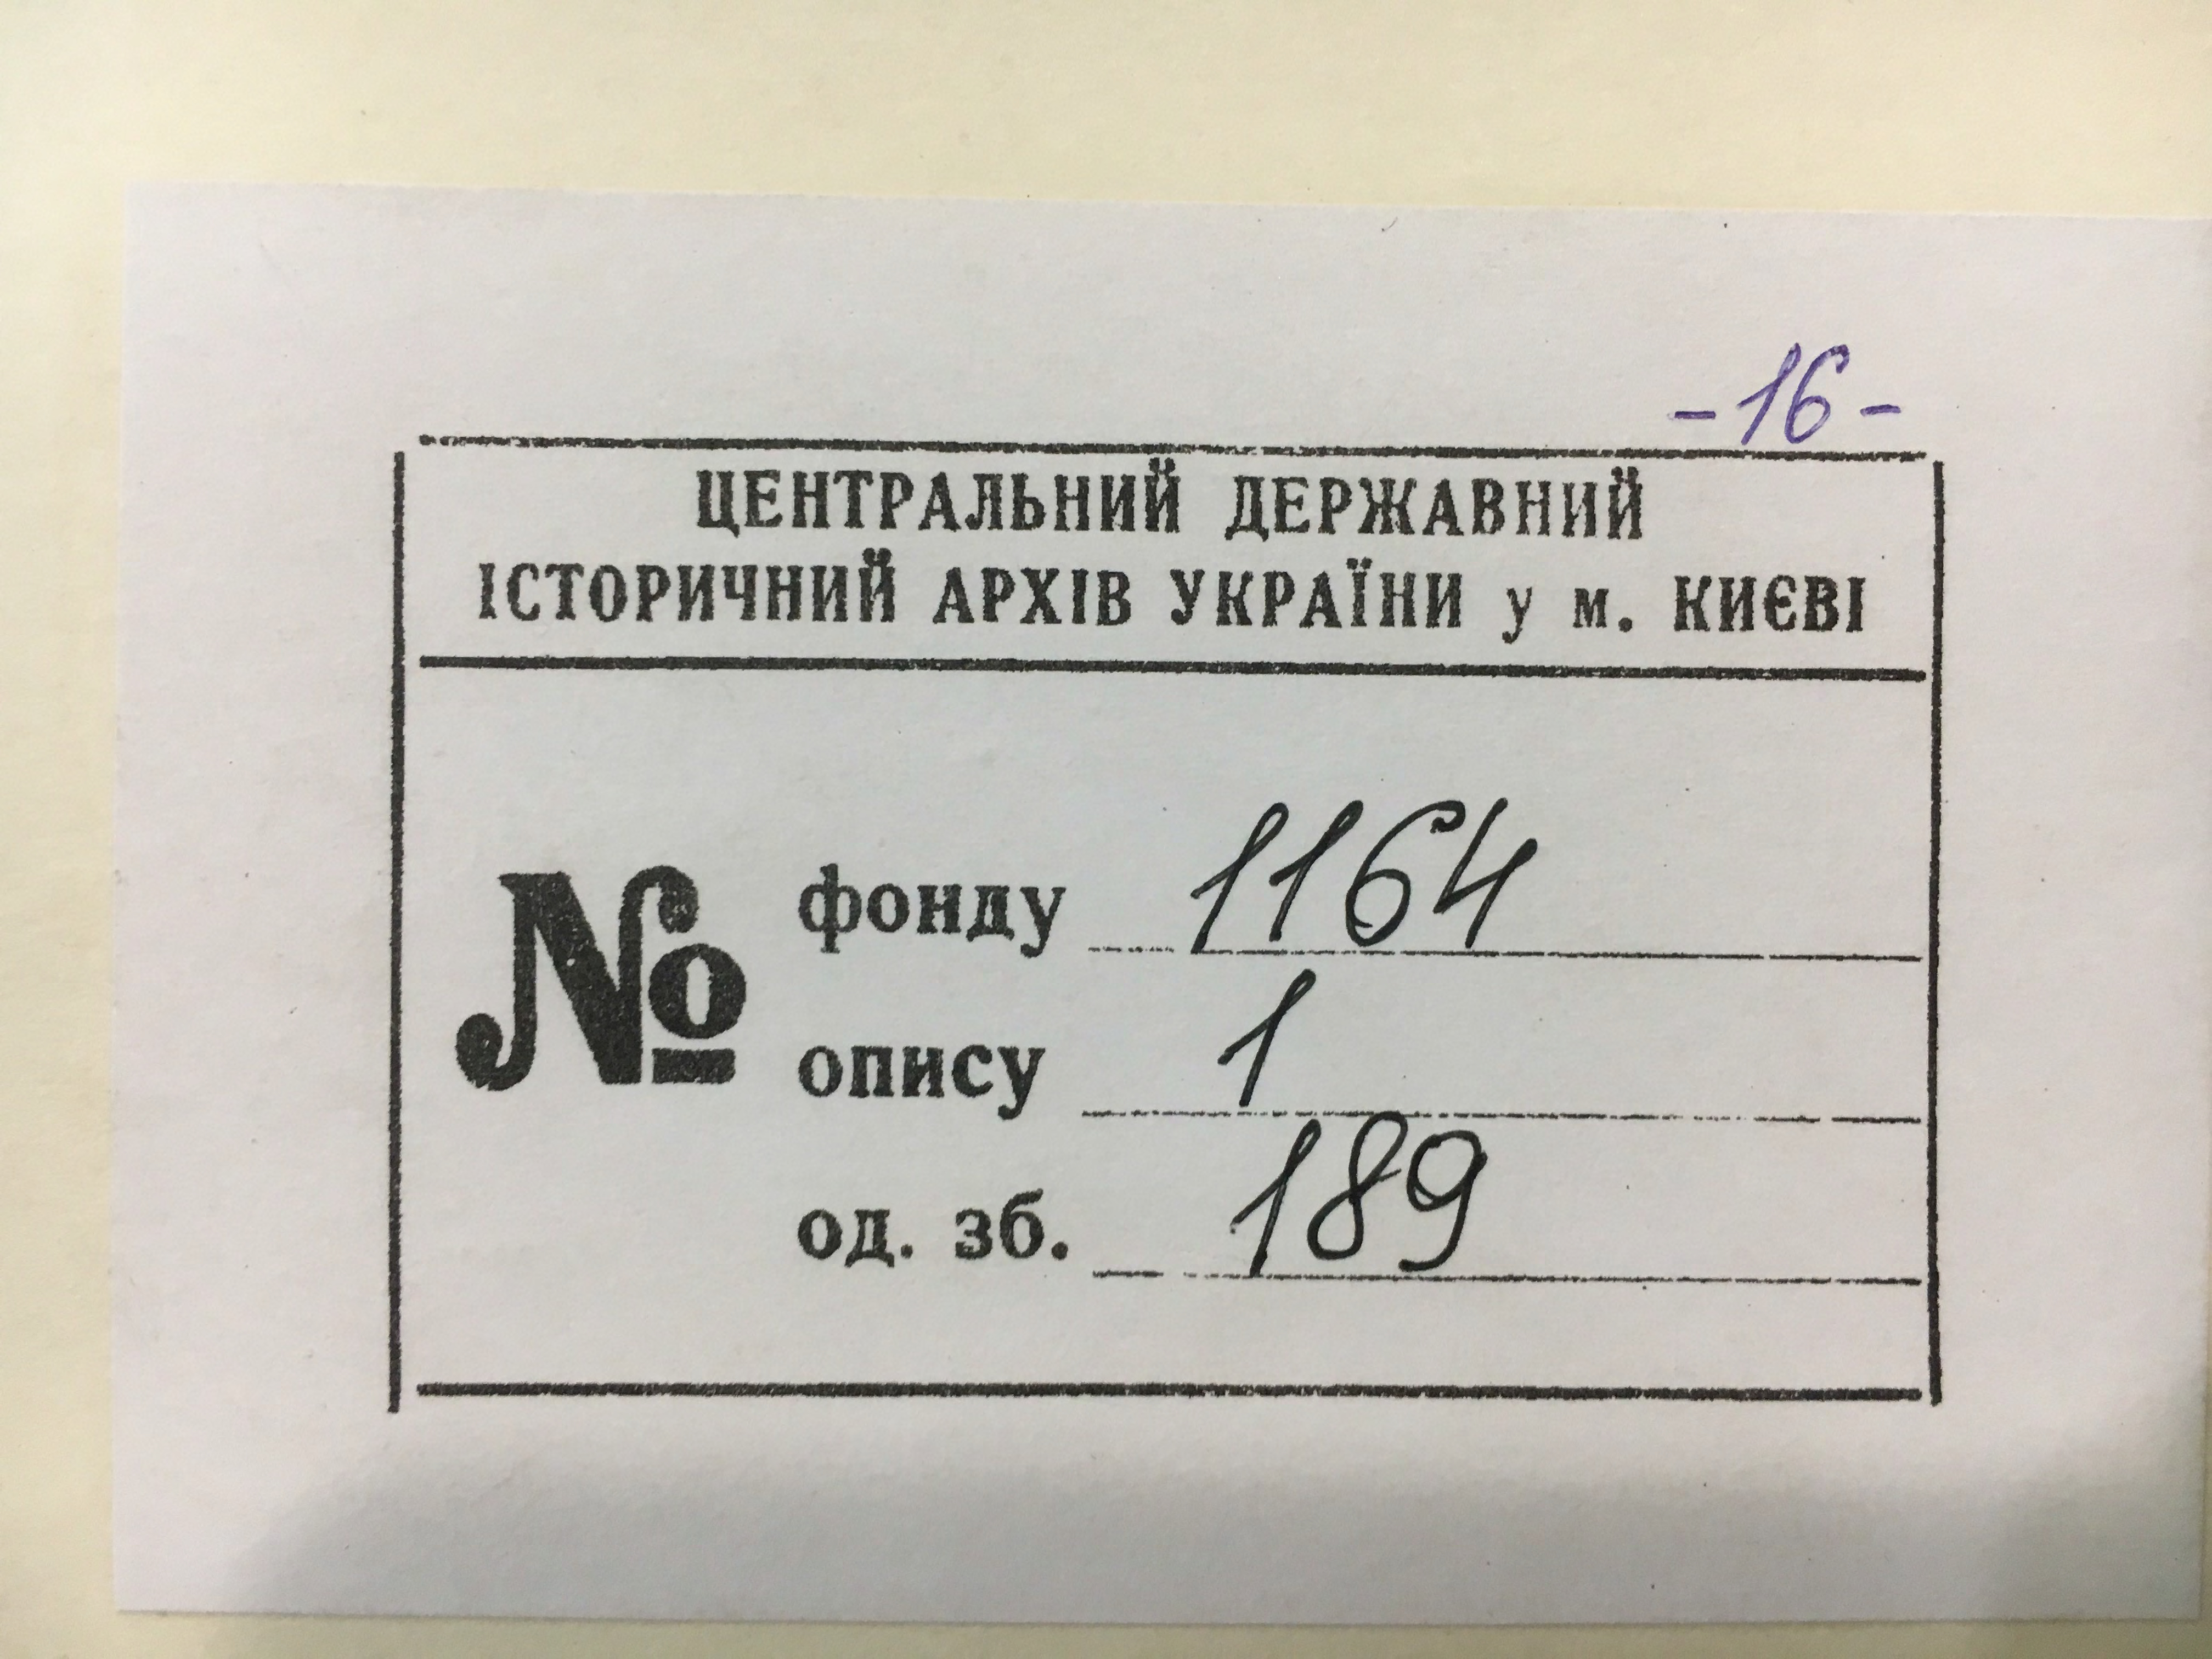 -16-
ЦЕНТРАЛЬНИЙ ДЕРЖАВНИЙ
ІСТОРИЧНИЙ АРХІВ УКРАЇНИ у м. КИЄВІ
№
фонду 1164
опису 1
од. зб. 189